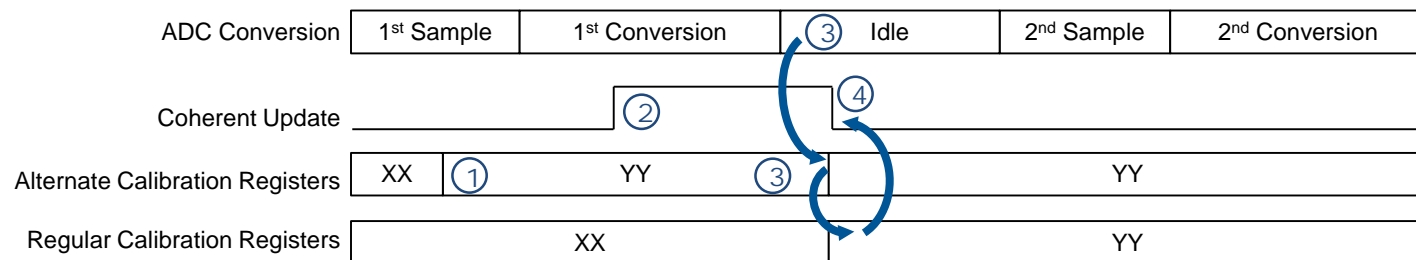 ADC Conversion 1st Sample 1st Conversion 3 Idle 2nd Sample 2nd Conversion
Coherent Update 2 4
Alternate Calibration Registers XX 1 YY 3 YY
Regular Calibration Registers XX YY